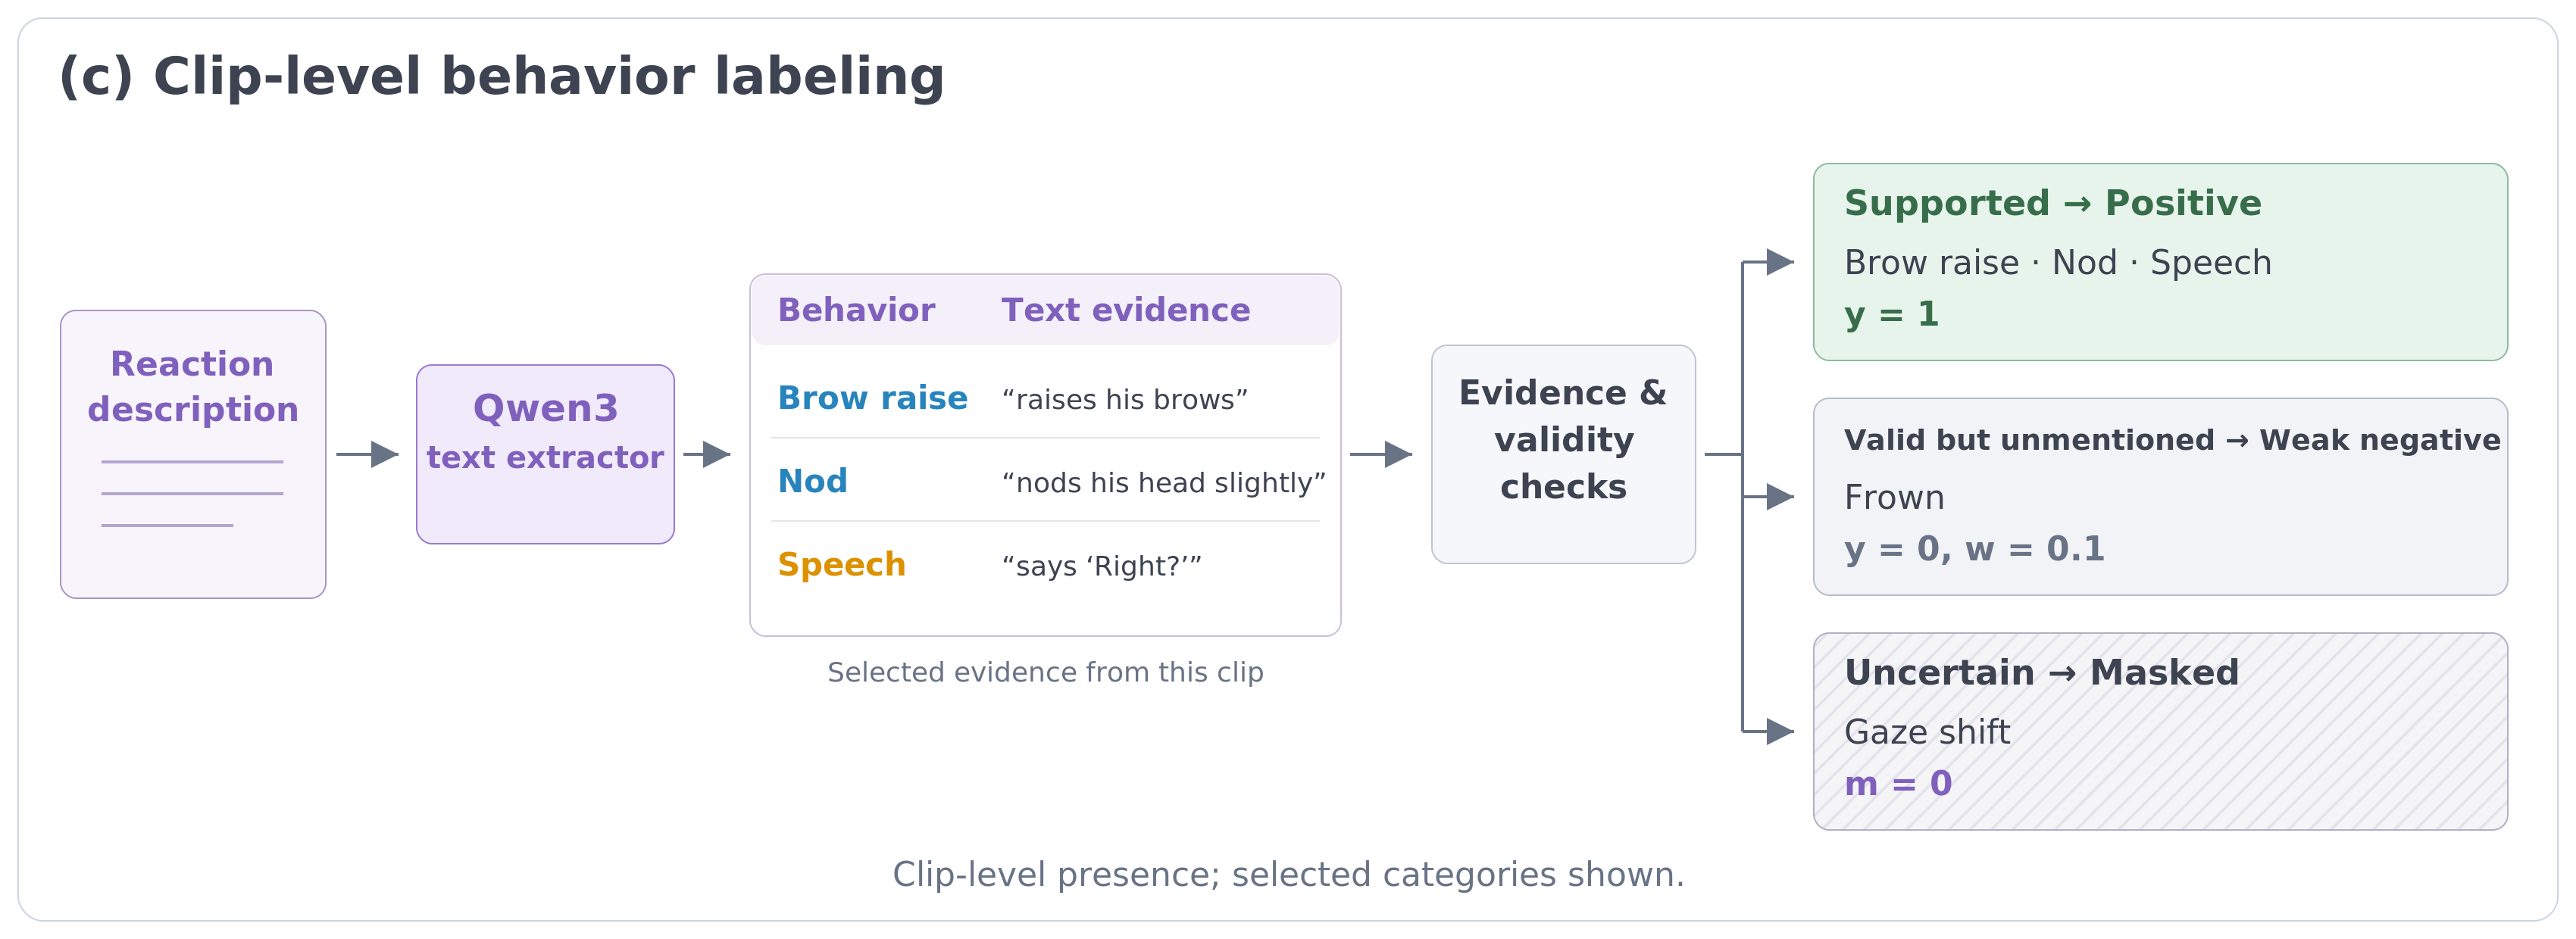 (c) Clip-level behavior labeling
Reaction
description
Qwen3
text extractor
Behavior Text evidence
Brow raise “raises his brows”
Nod “nods his head slightly”
Speech “says ‘Right?’”
Selected evidence from this clip
Evidence &
validity
checks
Supported → Positive
Brow raise · Nod · Speech
y = 1
Valid but unmentioned → Weak negative
Frown
y = 0, w = 0.1
Uncertain → Masked
Gaze shift
m = 0
Clip-level presence; selected categories shown.